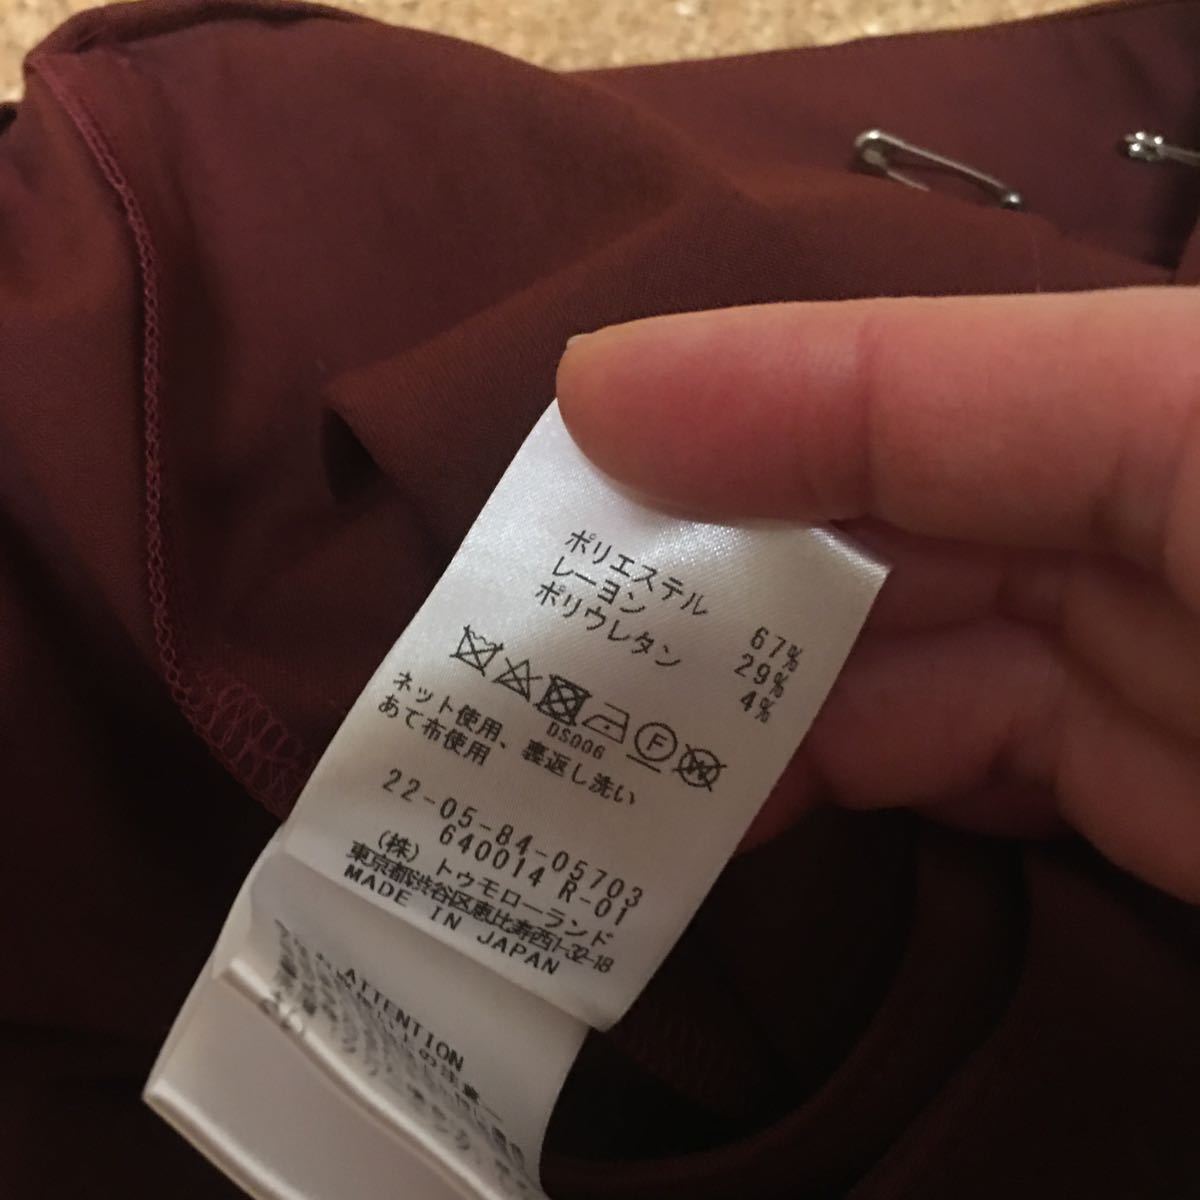 ポリエステル 67%
レーヨン 29%
ポリウレタン 4%
F W
DS006
ネット使用、裏返し洗い
あて布使用
22-05-84-05703
640014 R-01
(株)トゥモローランド
東京都渋谷区恵比寿西1-32-18
MADE IN JAPAN
ATTENTION